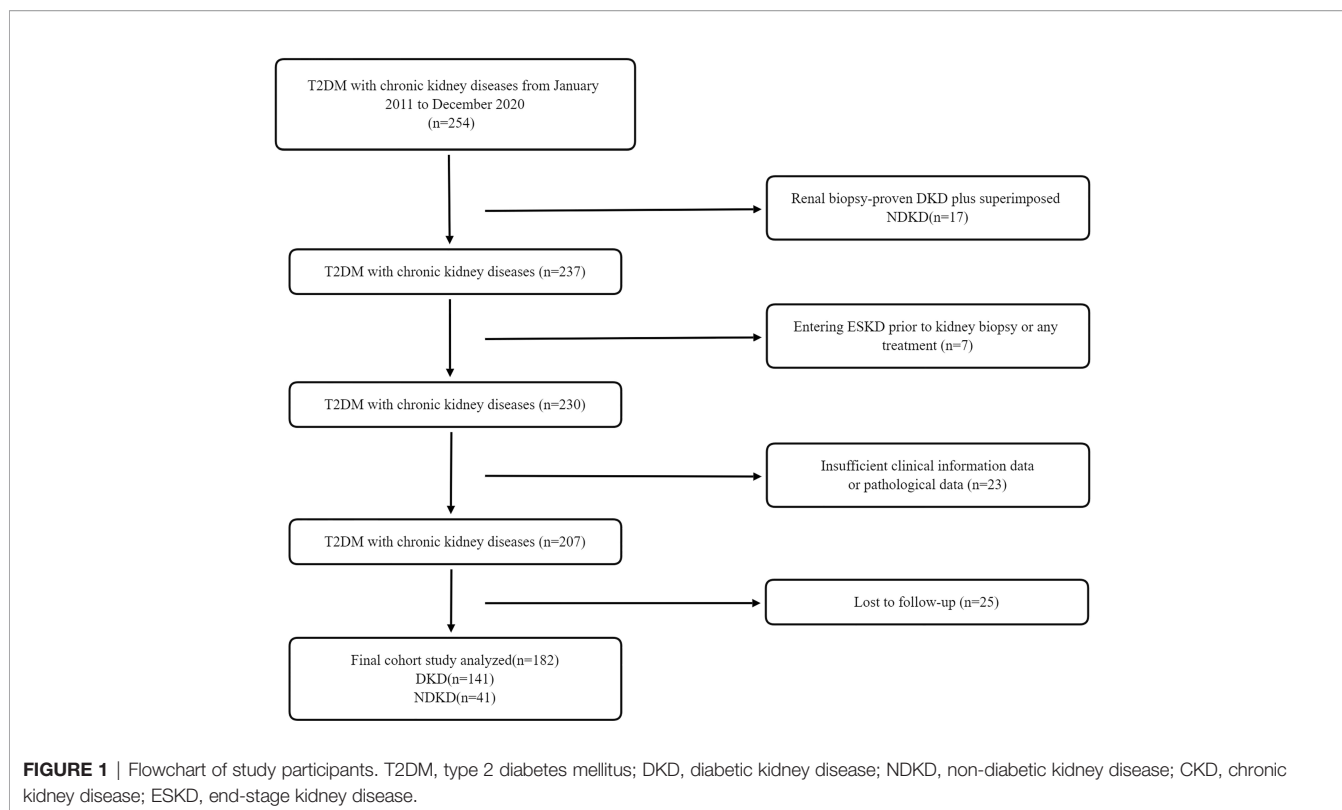 T2DM with chronic kidney diseases from January
2011 to December 2020
(n=254)
Renal biopsy-proven DKD plus superimposed
NDKD(n=17)
T2DM with chronic kidney diseases (n=237)
Entering ESKD prior to kidney biopsy or any
treatment (n=7)
T2DM with chronic kidney diseases (n=230)
Insufficient clinical information data
or pathological data (n=23)
T2DM with chronic kidney diseases (n=207)
Lost to follow-up (n=25)
Final cohort study analyzed(n=182)
DKD(n=141)
NDKD(n=41)
FIGURE 1 | Flowchart of study participants. T2DM, type 2 diabetes mellitus; DKD, diabetic kidney disease; NDKD, non-diabetic kidney disease; CKD, chronic
kidney disease; ESKD, end-stage kidney disease.